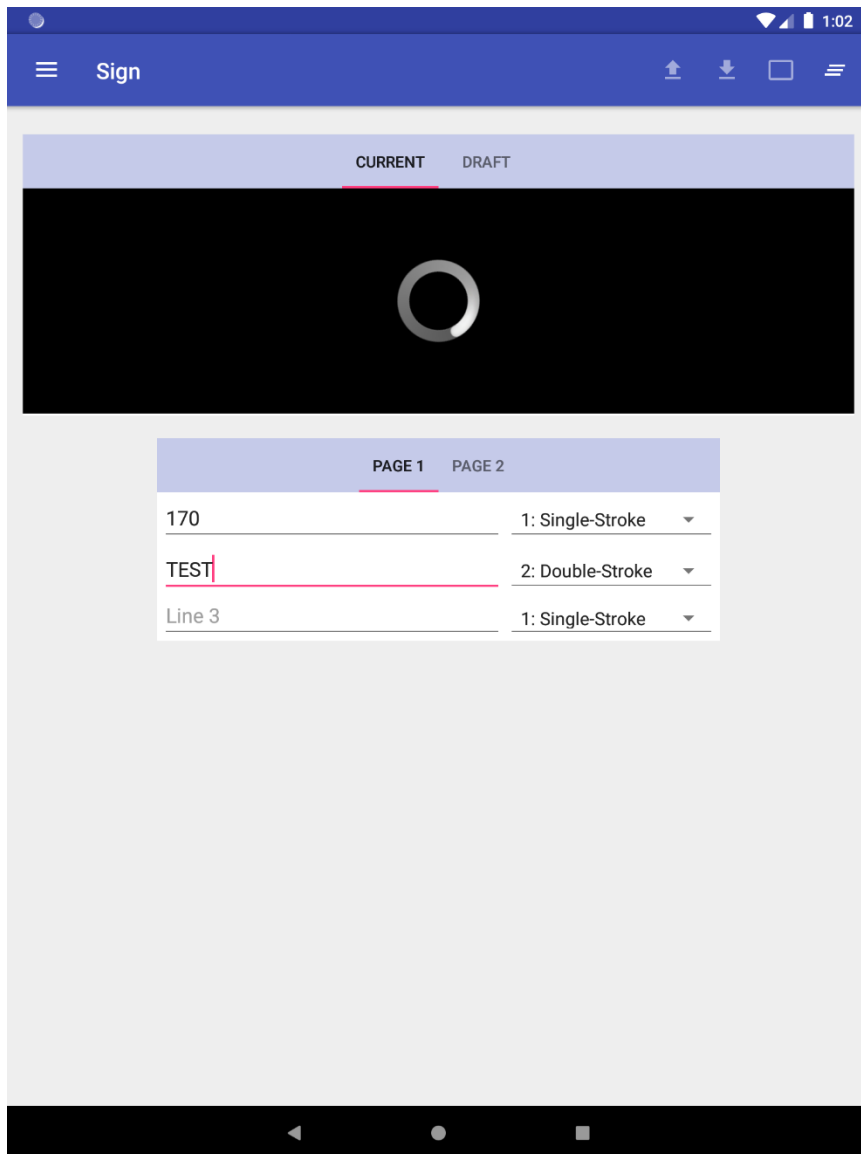 1:02
Sign
CURRENT DRAFT
PAGE 1 PAGE 2
170 1: Single-Stroke
TEST 2: Double-Stroke
Line 3 1: Single-Stroke